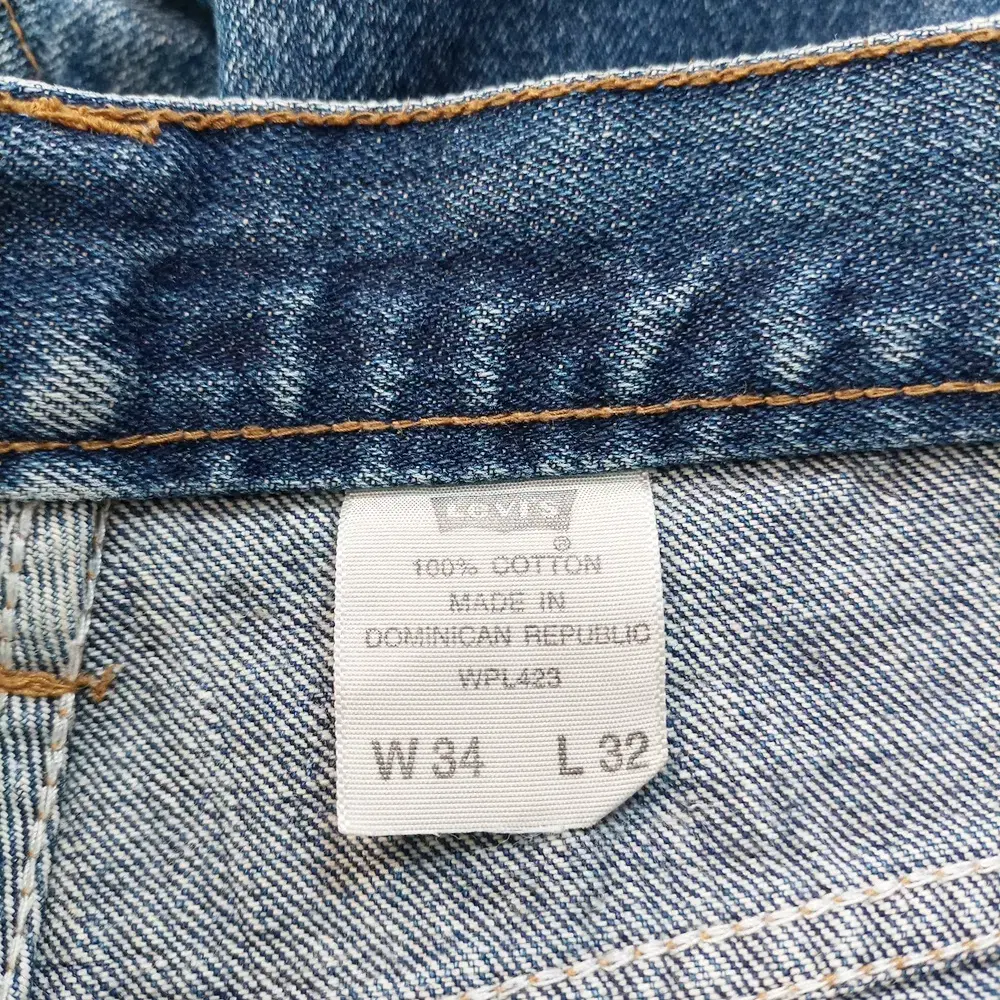 Levi's
®
100% COTTON
MADE IN
DOMINICAN REPUBLIC
WPL423
W 34 L 32